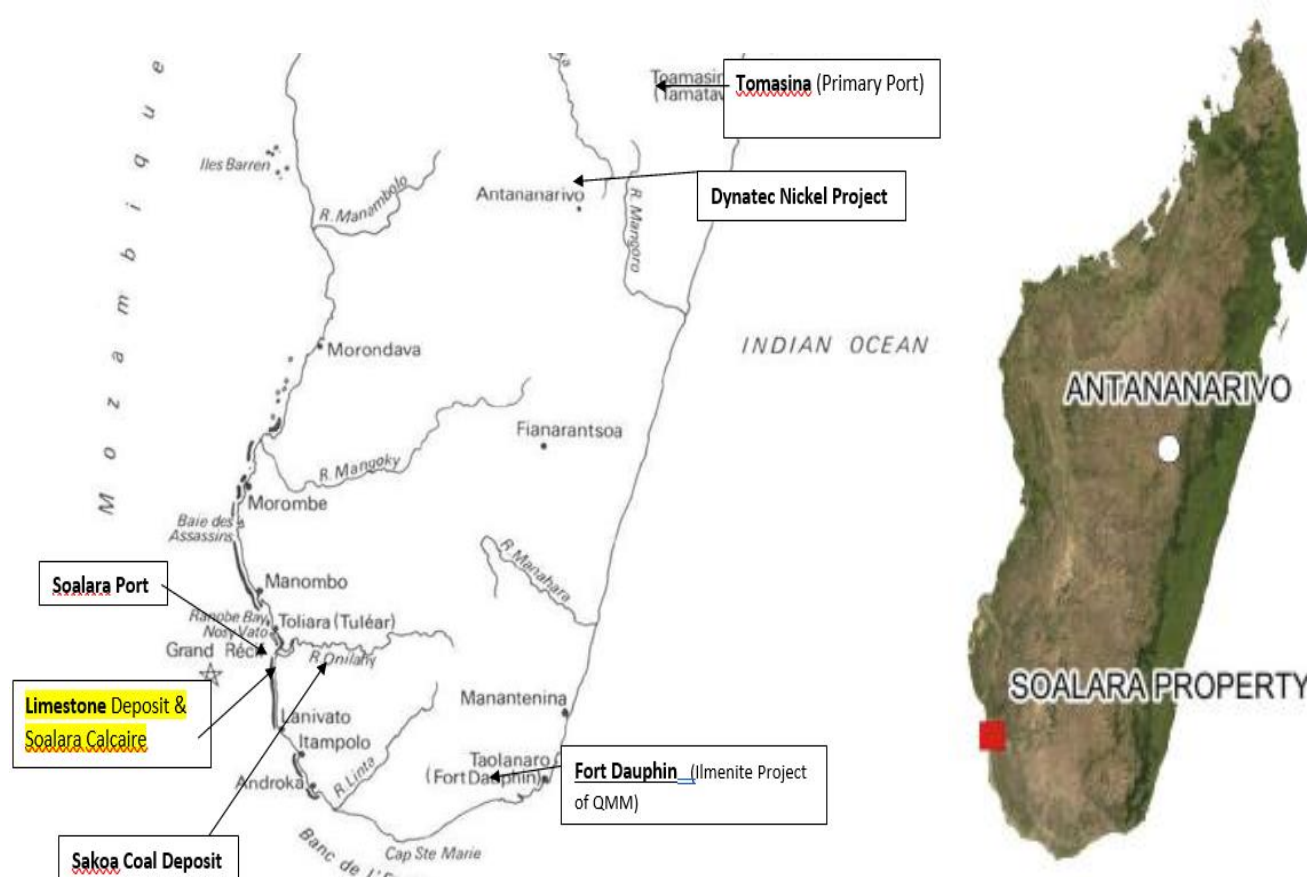 Mozambique
Iles Barren
R. Manambolo
Antananarivo
R. Mangoro
Tomasina (Primary Port)
Dynatec Nickel Project
INDIAN OCEAN
Morondava
Fianarantsoa
R. Mangoky
Morombe
Baie des
Assassins
R. Manahara
Soalara Port
Manombo
Ranobe Bay
Nosy Vato
Toliara (Tuléar)
Grand
R. Onilahy
Limestone Deposit &
Soalara Calcaire
Lanivato
Itampolo
Androka
R. Linta
Manantenina
Taolanaro
(Fort Dauphin)
Fort Dauphin (Ilmenite Project
of QMM)
Sakoa Coal Deposit
Banc de
Cap Ste Marie
ANTANANARIVO
SOALARA PROPERTY